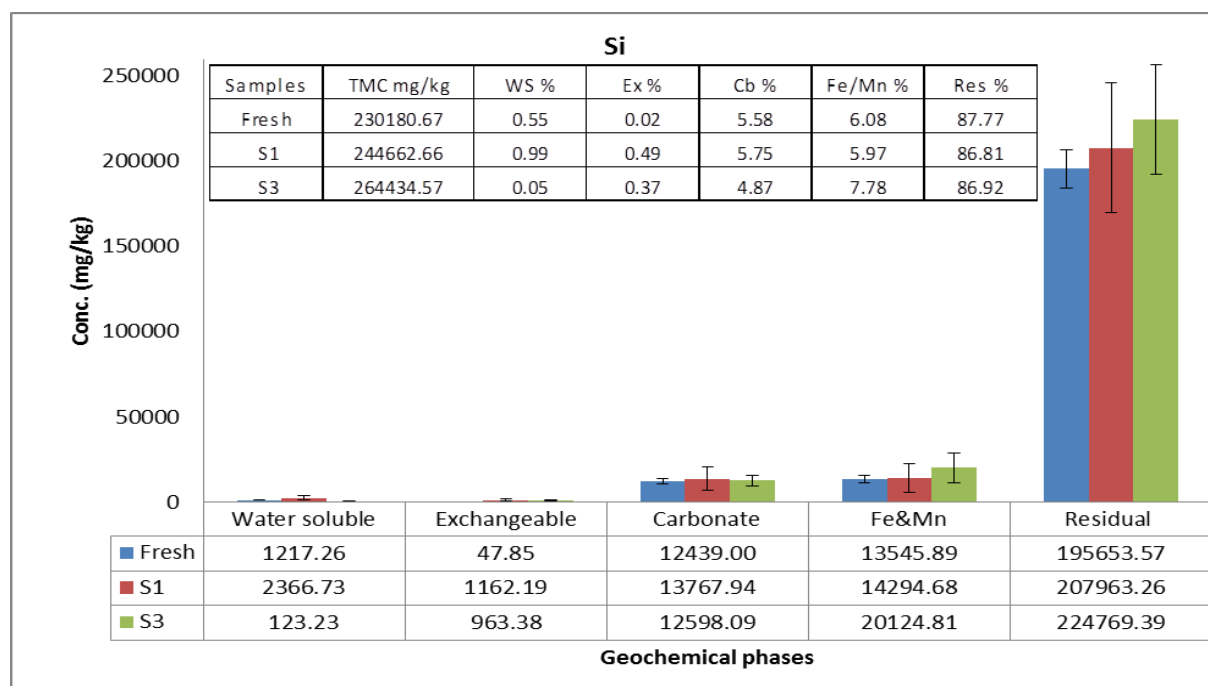 Si
Samples TMC mg/kg WS % Ex % Cb % Fe/Mn % Res %
Fresh 230180.67 0.55 0.02 5.58 6.08 87.77
S1 244662.66 0.99 0.49 5.75 5.97 86.81
S3 264434.57 0.05 0.37 4.87 7.78 86.92
Conc. (mg/kg)
250000
200000
150000
100000
50000
0
Water soluble Exchangeable Carbonate Fe&Mn Residual
Fresh 1217.26 47.85 12439.00 13545.89 195653.57
S1 2366.73 1162.19 13767.94 14294.68 207963.26
S3 123.23 963.38 12598.09 20124.81 224769.39
Geochemical phases